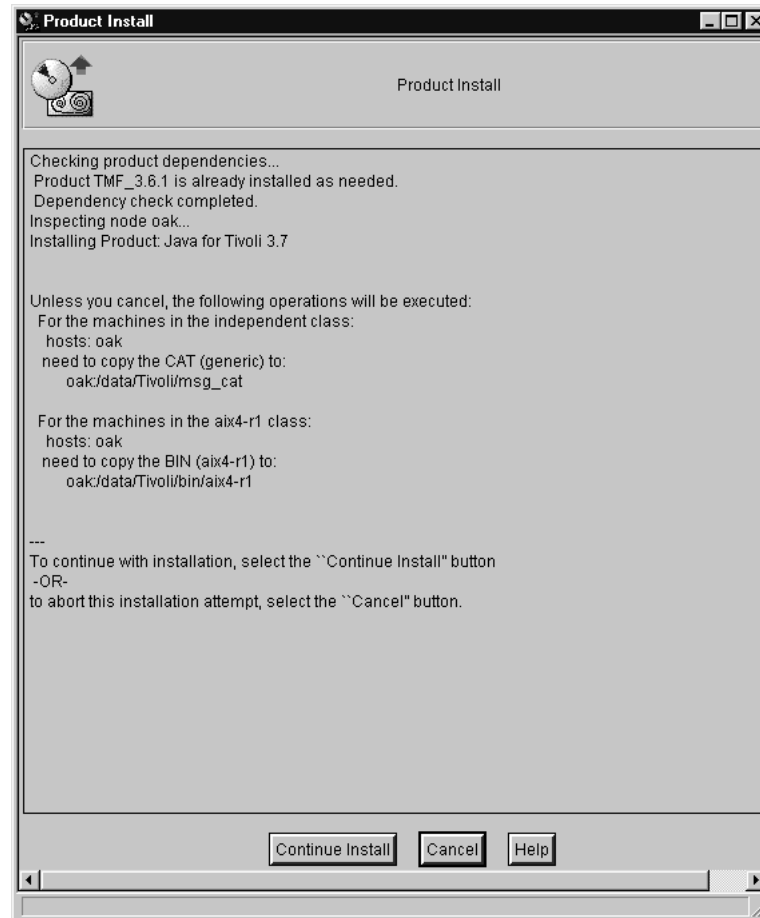 Product Install
Product Install
Checking product dependencies...
Product TMF_3.6.1 is already installed as needed.
Dependency check completed.
Inspecting node oak...
Installing Product: Java for Tivoli 3.7
Unless you cancel, the following operations will be executed:
For the machines in the independent class:
hosts: oak
need to copy the CAT (generic) to:
oak:/data/Tivoli/msg_cat
For the machines in the aix4-r1 class:
hosts: oak
need to copy the BIN (aix4-r1) to:
oak:/data/Tivoli/bin/aix4-r1
---
To continue with installation, select the ``Continue Install'' button
-OR-
to abort this installation attempt, select the ``Cancel'' button.
Continue Install Cancel Help